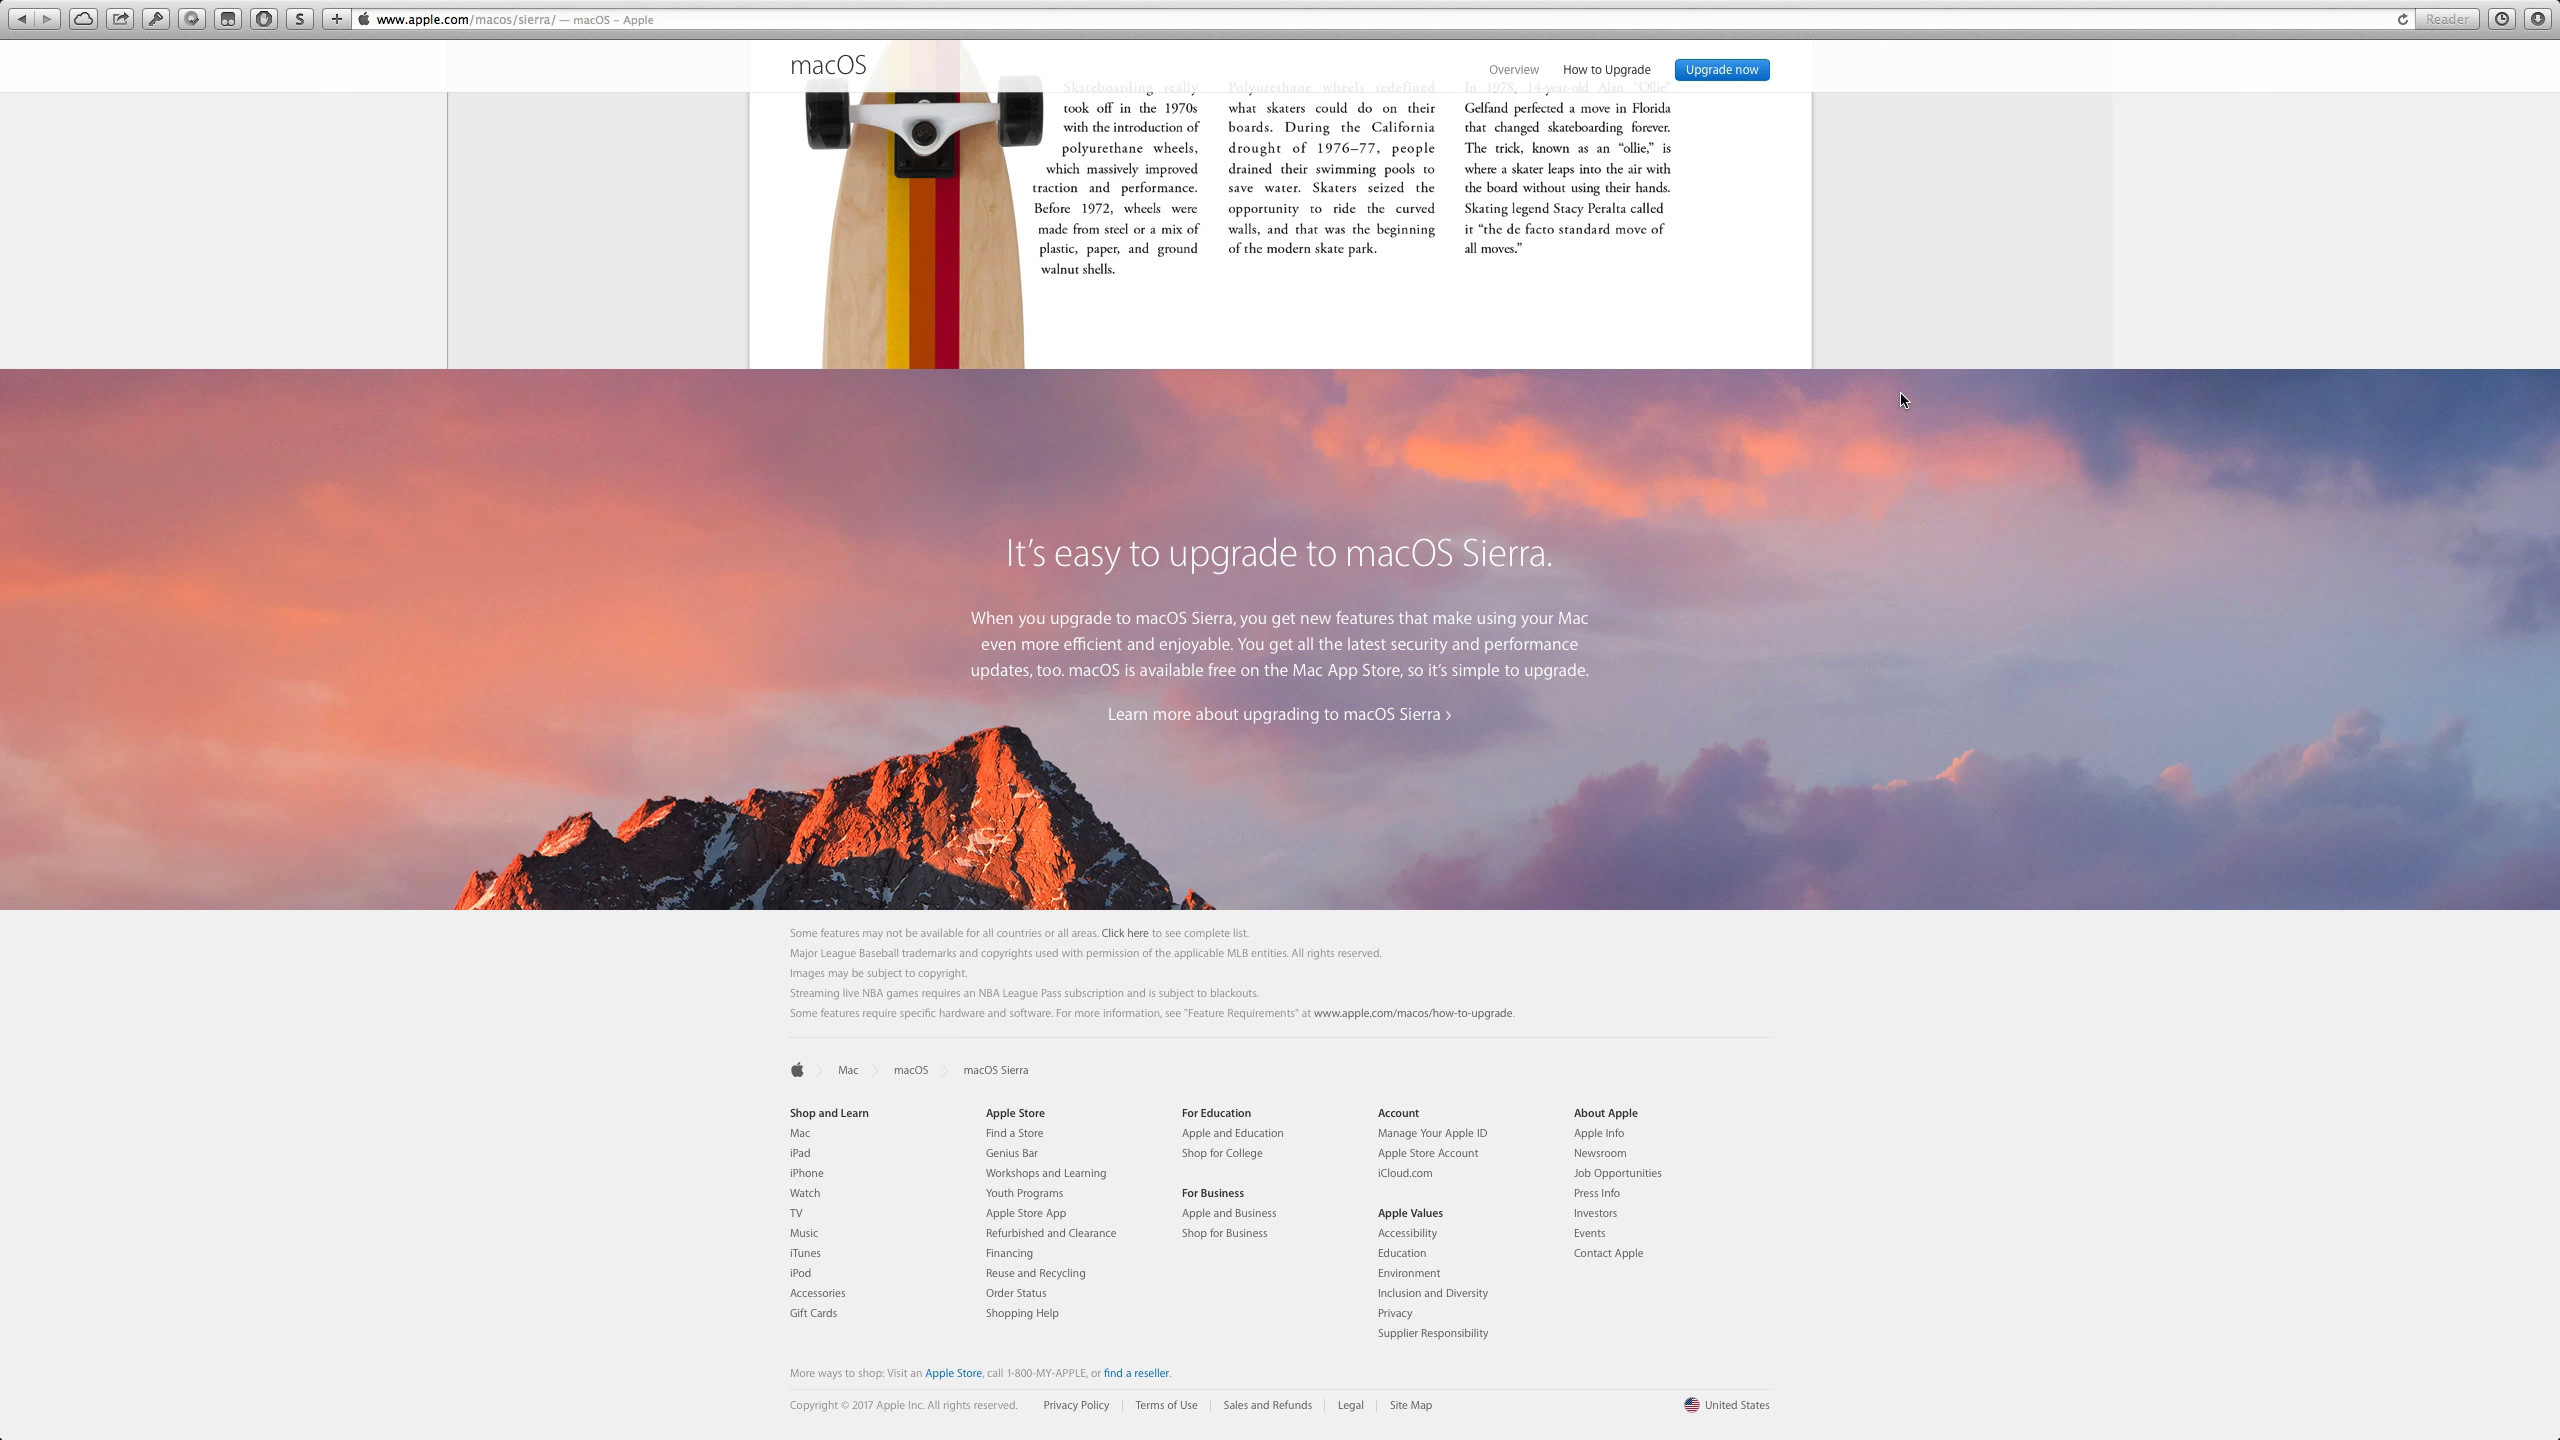 www.apple.com/macos/sierra/ — macOS – Apple
Reader
S
macOS
Overview
How to Upgrade
Upgrade now
Skateboarding really
took off in the 1970s
with the introduction of
polyurethane wheels,
which massively improved
traction and performance.
Before 1972, wheels were
made from steel or a mix of
plastic, paper, and ground
walnut shells.
Polyurethane wheels redefined
what skaters could do on their
boards. During the California
drought of 1976–77, people
drained their swimming pools to
save water. Skaters seized the
opportunity to ride the curved
walls, and that was the beginning
of the modern skate park.
In 1978, 14-year-old Alan “Ollie”
Gelfand perfected a move in Florida
that changed skateboarding forever.
The trick, known as an “ollie,” is
where a skater leaps into the air with
the board without using their hands.
Skating legend Stacy Peralta called
it “the de facto standard move of
all moves.”
It’s easy to upgrade to macOS Sierra.
When you upgrade to macOS Sierra, you get new features that make using your Mac
even more efficient and enjoyable. You get all the latest security and performance
updates, too. macOS is available free on the Mac App Store, so it’s simple to upgrade.
Learn more about upgrading to macOS Sierra ›
Some features may not be available for all countries or all areas. Click here to see complete list.
Major League Baseball trademarks and copyrights used with permission of the applicable MLB entities. All rights reserved.
Images may be subject to copyright.
Streaming live NBA games requires an NBA League Pass subscription and is subject to blackouts.
Some features require specific hardware and software. For more information, see "Feature Requirements" at www.apple.com/macos/how-to-upgrade.
Mac
macOS
macOS Sierra
Shop and Learn
Mac
iPad
iPhone
Watch
TV
Music
iTunes
iPod
Accessories
Gift Cards
Apple Store
Find a Store
Genius Bar
Workshops and Learning
Youth Programs
Apple Store App
Refurbished and Clearance
Financing
Reuse and Recycling
Order Status
Shopping Help
For Education
Apple and Education
Shop for College
For Business
Apple and Business
Shop for Business
Account
Manage Your Apple ID
Apple Store Account
iCloud.com
Apple Values
Accessibility
Education
Environment
Inclusion and Diversity
Privacy
Supplier Responsibility
About Apple
Apple Info
Newsroom
Job Opportunities
Press Info
Investors
Events
Contact Apple
More ways to shop: Visit an Apple Store, call 1-800-MY-APPLE, or find a reseller.
Copyright © 2017 Apple Inc. All rights reserved.
Privacy Policy
Terms of Use
Sales and Refunds
Legal
Site Map
United States